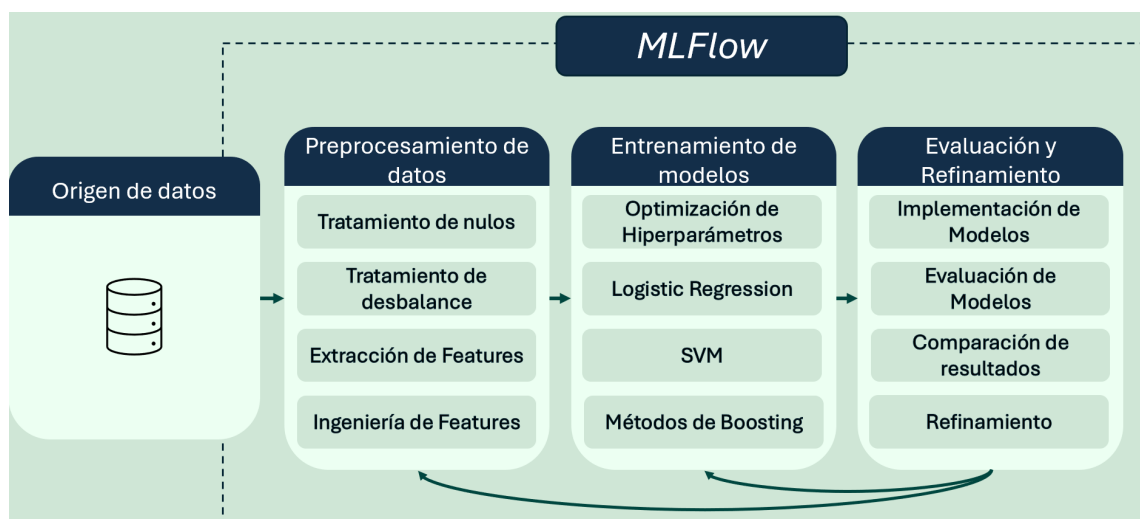 MLFlow
Origen de datos
Preprocesamiento de
datos
Tratamiento de nulos
Tratamiento de
desbalance
Extracción de Features
Ingeniería de Features
Entrenamiento de
modelos
Optimización de
Hiperparámetros
Logistic Regression
SVM
Métodos de Boosting
Evaluación y
Refinamiento
Implementación de
Modelos
Evaluación de
Modelos
Comparación de
resultados
Refinamiento